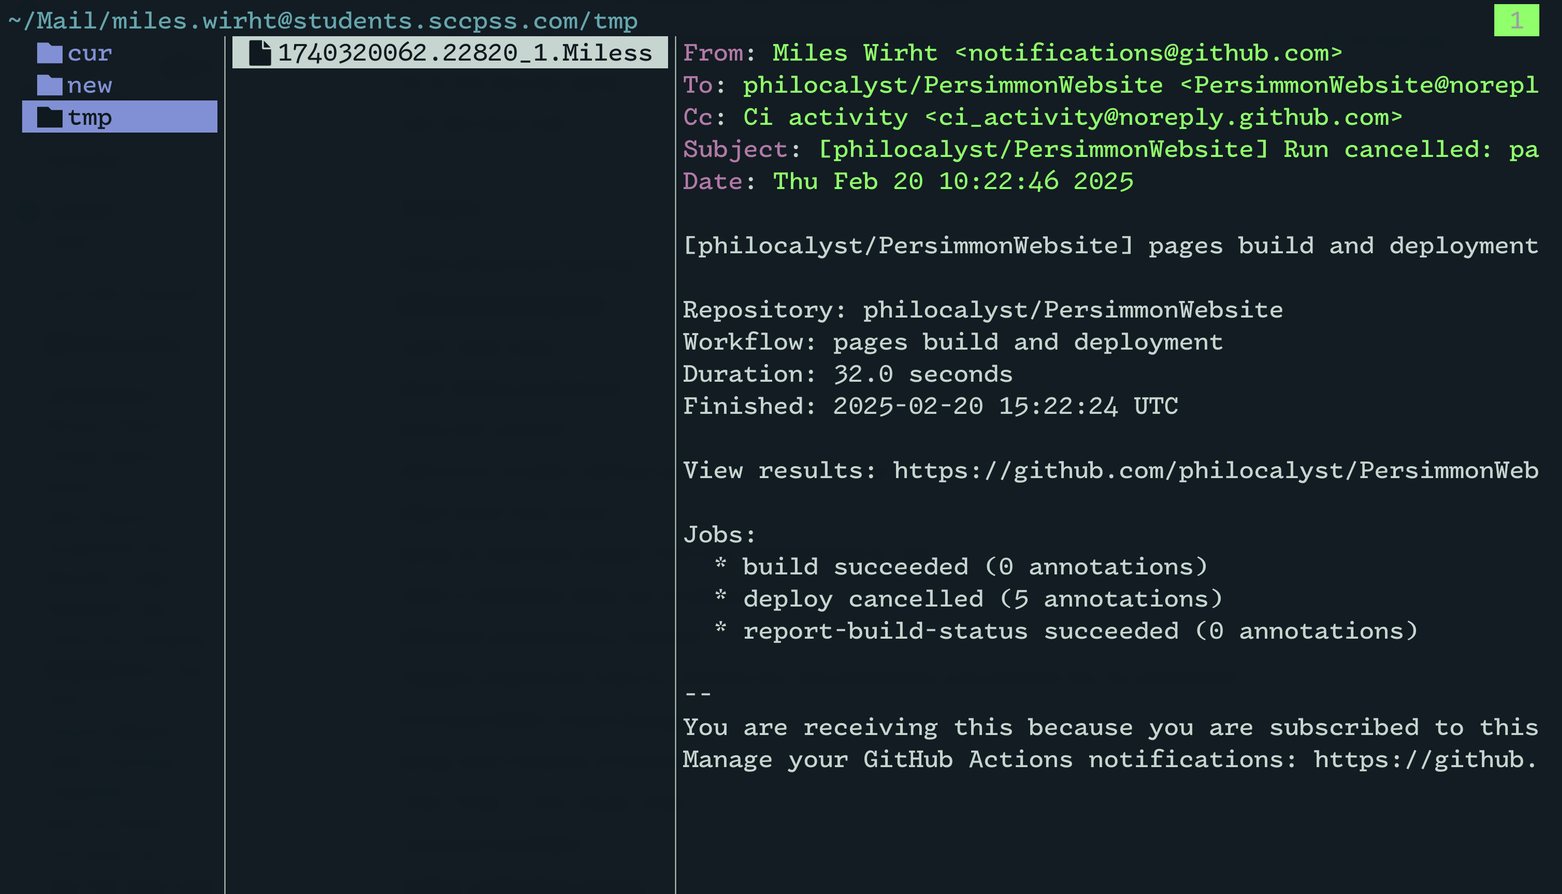 ~/Mail/miles.wirht@students.sccpss.com/tmp
1
cur
new
tmp
1740320062.22820_1.Miless
From: Miles Wirht <notifications@github.com>
To: philocalyst/PersimmonWebsite <PersimmonWebsite@norepl
Cc: Ci activity <ci_activity@noreply.github.com>
Subject: [philocalyst/PersimmonWebsite] Run cancelled: pa
Date: Thu Feb 20 10:22:46 2025
[philocalyst/PersimmonWebsite] pages build and deployment
Repository: philocalyst/PersimmonWebsite
Workflow: pages build and deployment
Duration: 32.0 seconds
Finished: 2025-02-20 15:22:24 UTC
View results: https://github.com/philocalyst/PersimmonWeb
Jobs:
* build succeeded (0 annotations)
* deploy cancelled (5 annotations)
* report-build-status succeeded (0 annotations)
--
You are receiving this because you are subscribed to this
Manage your GitHub Actions notifications: https://github.